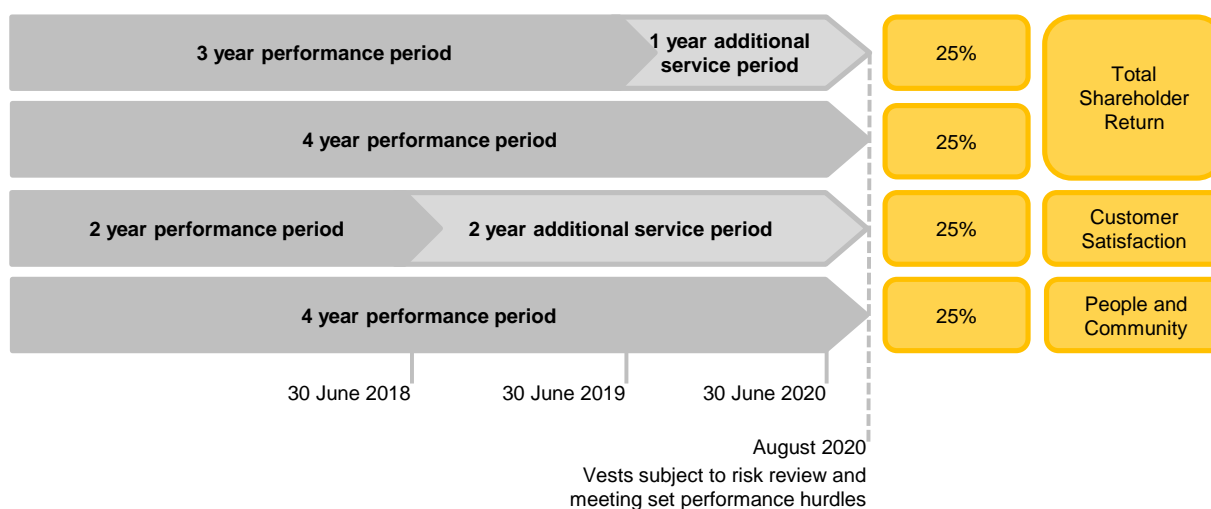 3 year performance period
1 year additional
service period
25%
Total
Shareholder
Return
4 year performance period
25%
2 year performance period
2 year additional service period
25%
Customer
Satisfaction
4 year performance period
25%
People and
Community
30 June 2018
30 June 2019
30 June 2020
August 2020
Vests subject to risk review and
meeting set performance hurdles